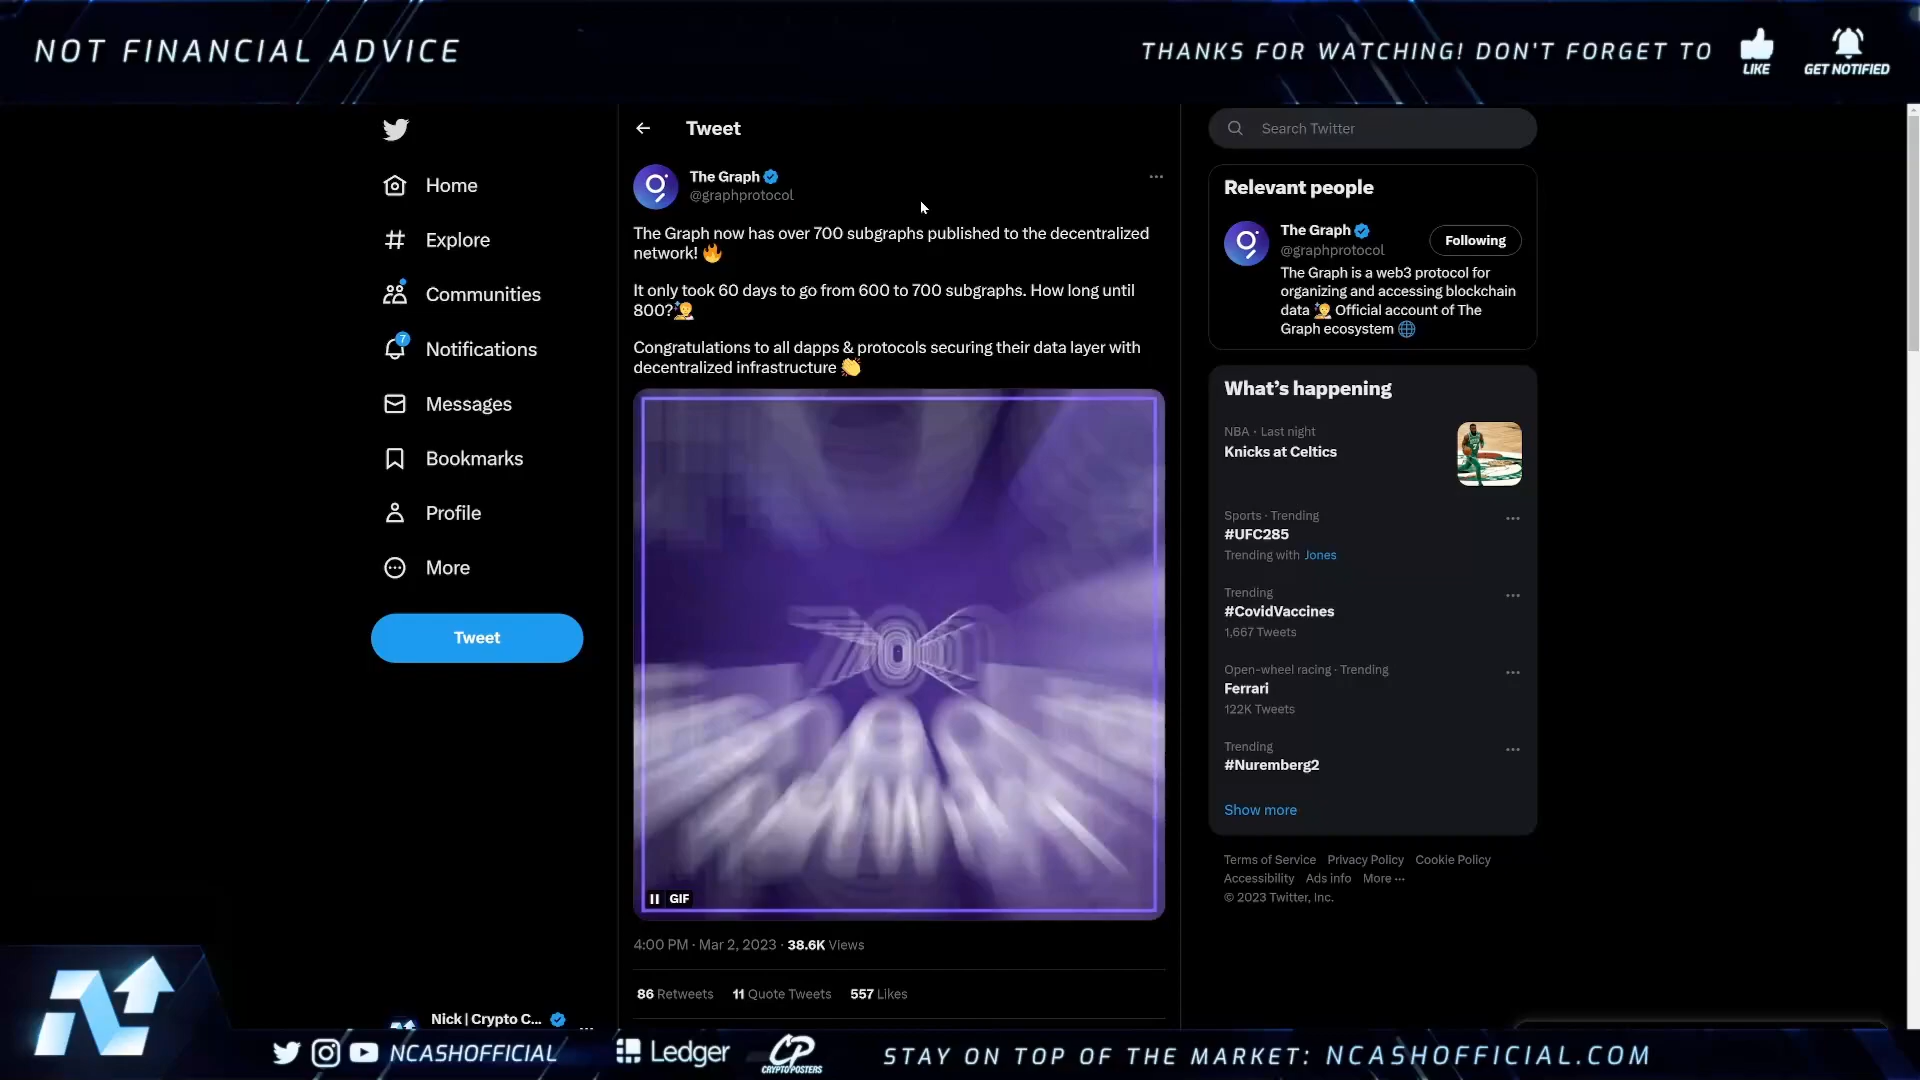 NOT FINANCIAL ADVICE
THANKS FOR WATCHING! DON'T FORGET TO
LIKE
GET NOTIFIED
Home
Explore
Communities
7
Notifications
Messages
Bookmarks
Profile
More
Tweet
Nick | Crypto C...
Tweet
The Graph
@graphprotocol
The Graph now has over 700 subgraphs published to the decentralized
network! 🔥
It only took 60 days to go from 600 to 700 subgraphs. How long until
800?🧑‍🚀
Congratulations to all dapps & protocols securing their data layer with
decentralized infrastructure 👏
GIF
4:00 PM · Mar 2, 2023 · 38.6K Views
86 Retweets 11 Quote Tweets 557 Likes
Search Twitter
Relevant people
The Graph
@graphprotocol
Following
The Graph is a web3 protocol for
organizing and accessing blockchain
data 🧑‍🚀 Official account of The
Graph ecosystem 🌐
What's happening
NBA · Last night
Knicks at Celtics
Sports · Trending
#UFC285
Trending with Jones
Trending
#CovidVaccines
1,667 Tweets
Open-wheel racing · Trending
Ferrari
122K Tweets
Trending
#Nuremberg2
Show more
Terms of Service Privacy Policy Cookie Policy
Accessibility Ads info More ···
© 2023 Twitter, Inc.
NCASHOFFICIAL
Ledger
CP
CRYPTOPOSTERS
STAY ON TOP OF THE MARKET: NCASHOFFICIAL.COM